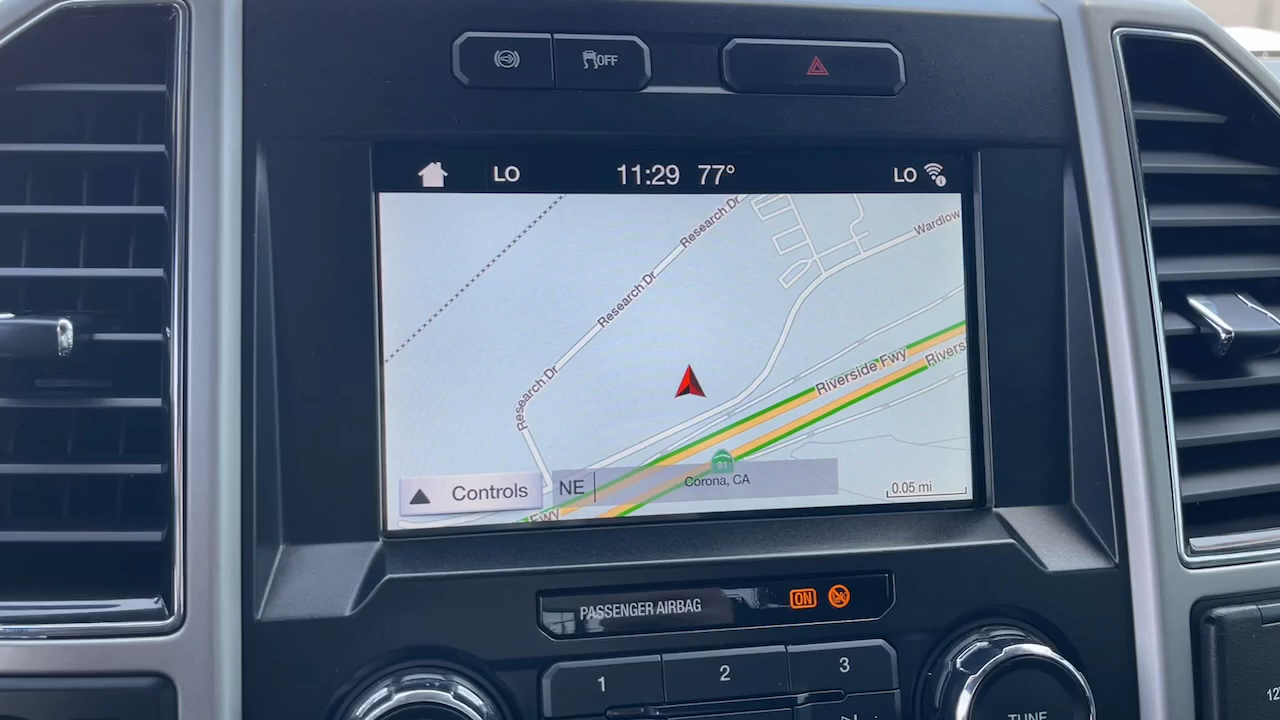 OFF
LO 11:29 77° LO
Research Dr
Wardlow
Research Dr
Riverside Fwy
Rivers
Research Dr
91
Controls NE Corona, CA 0.05 mi
Fwy
PASSENGER AIRBAG ON
1 2 3
TUNE
12